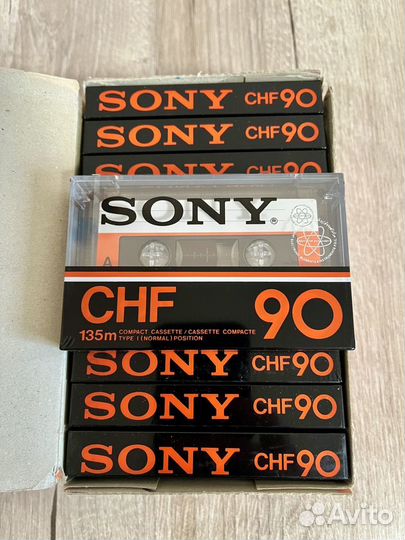 SONY CHF90
SONY CHF90
SONY CHF90
SONY®
A
CHF 90
135m COMPACT CASSETTE / CASSETTE COMPACTE
TYPE I (NORMAL) POSITION
SONY CHF90
SONY CHF90
SONY CHF90
Avito